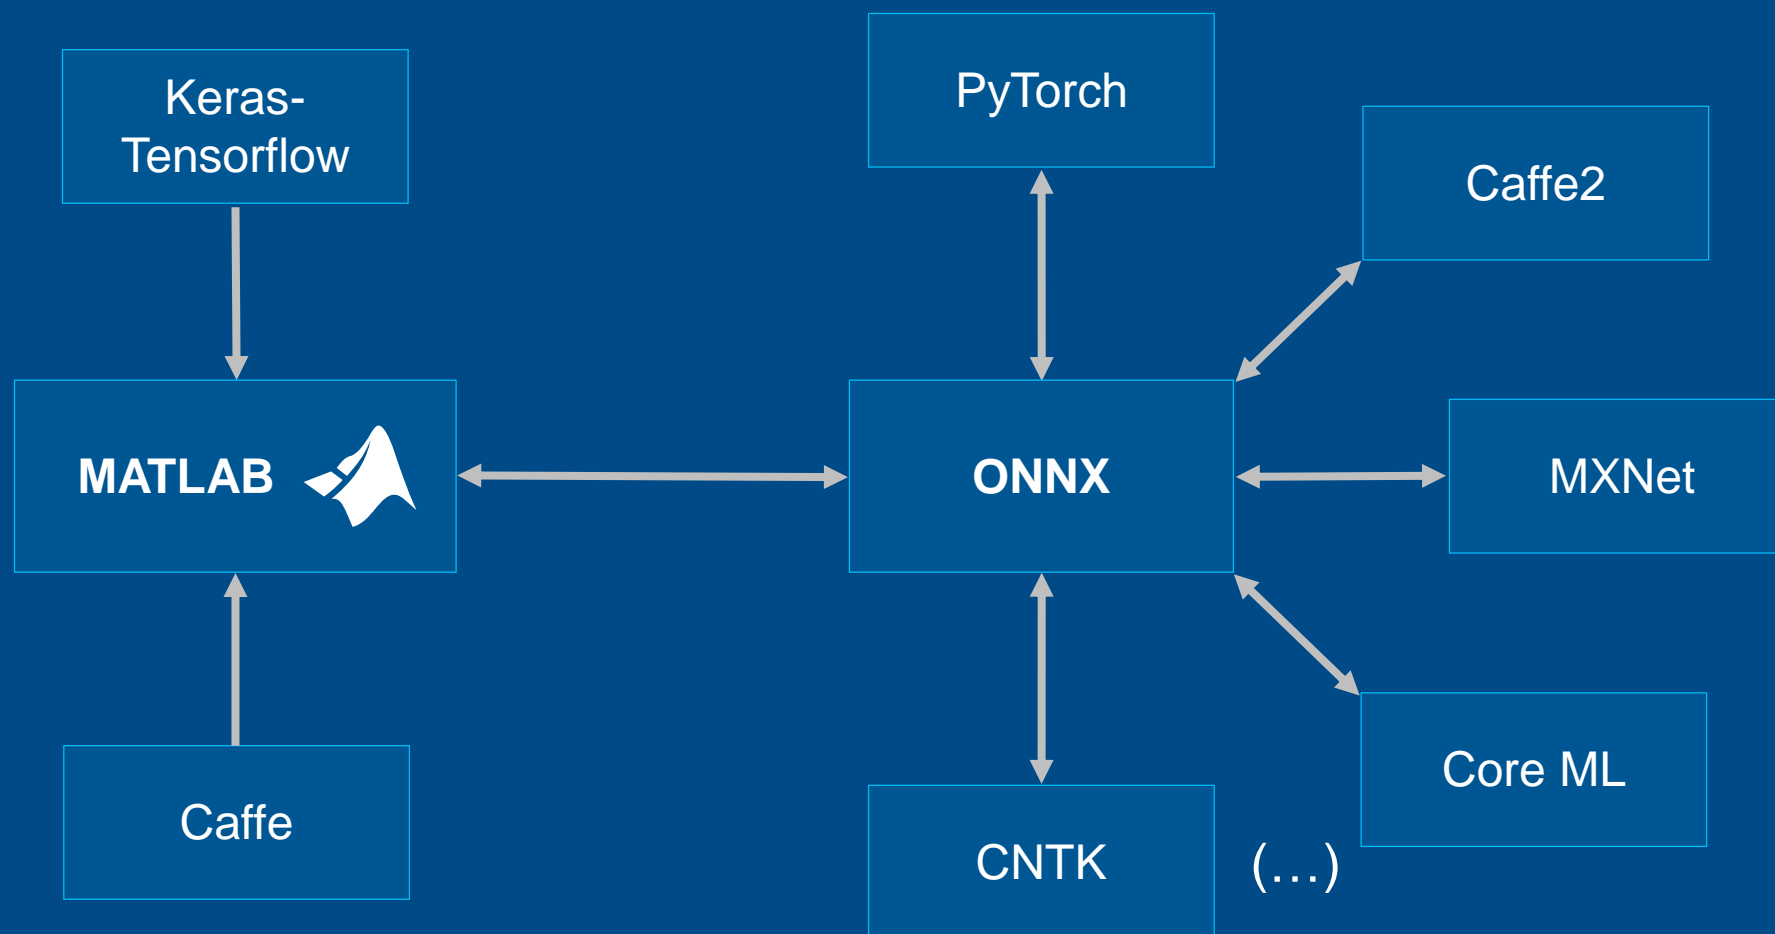 Keras-
Tensorflow
PyTorch
Caffe2
MATLAB
ONNX
MXNet
Core ML
Caffe
CNTK
(…)